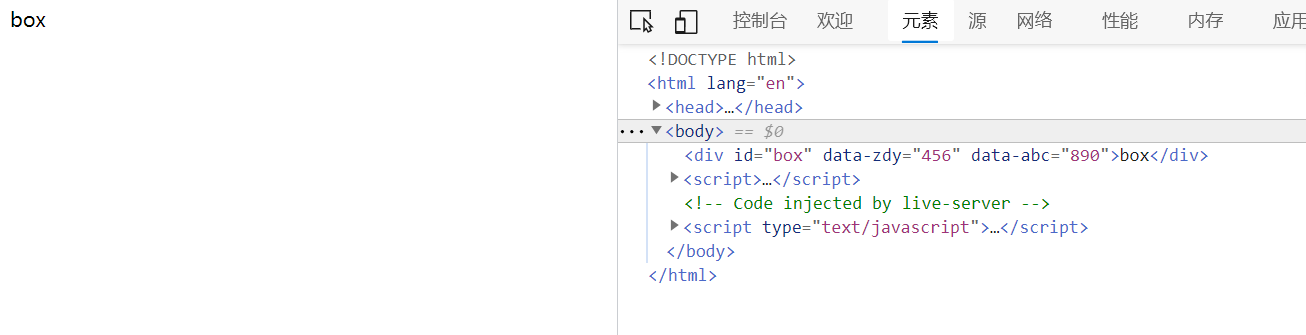 box
控制台 欢迎 元素 源 网络 性能 内存 应用
<!DOCTYPE html>
<html lang="en">
<head>…</head>
<body> == $0
<div id="box" data-zdy="456" data-abc="890">box</div>
<script>…</script>
<!-- Code injected by live-server -->
<script type="text/javascript">…</script>
</body>
</html>